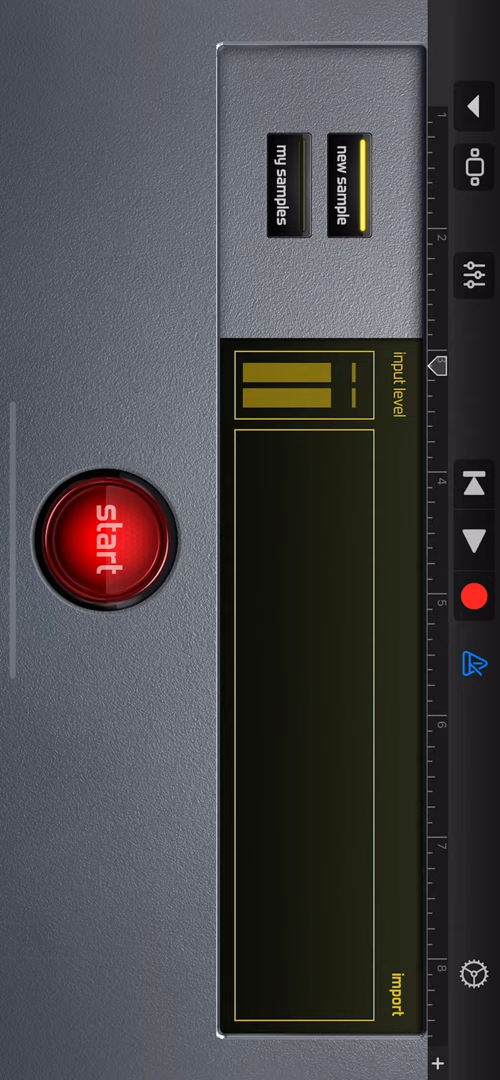 1 2 3 4 5 6 7 8 +
input level
import
new sample
my samples
start